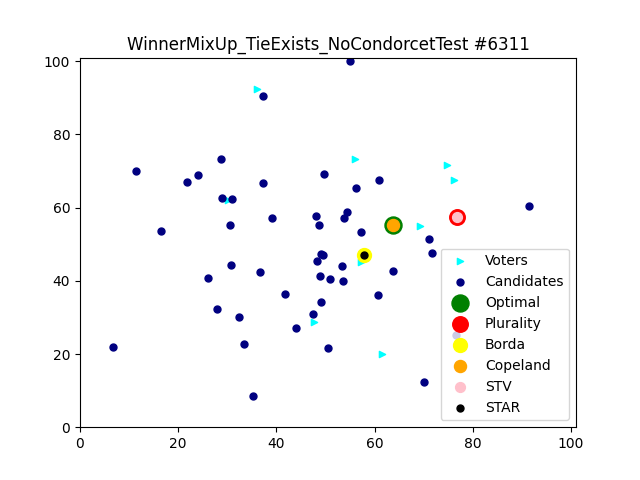 WinnerMixUp_TieExists_NoCondorcetTest #6311
100
80
60
40
20
0
0
20
40
60
80
100
Voters
Candidates
Optimal
Plurality
Borda
Copeland
STV
STAR